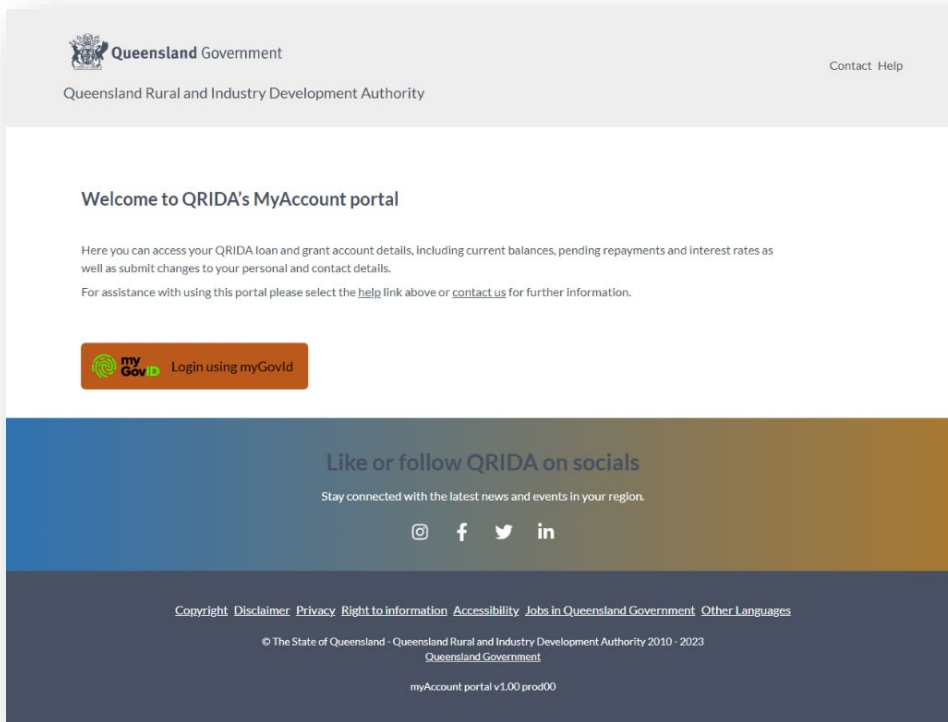 Queensland Government
Contact Help
Queensland Rural and Industry Development Authority
Welcome to QRIDA's MyAccount portal
Here you can access your QRIDA loan and grant account details, including current balances, pending repayments and interest rates as
well as submit changes to your personal and contact details.
For assistance with using this portal please select the help link above or contact us for further information.
my
GovID
Login using myGovId
Like or follow QRIDA on socials
Stay connected with the latest news and events in your region.
Copyright Disclaimer Privacy Right to information Accessibility Jobs in Queensland Government Other Languages
© The State of Queensland - Queensland Rural and Industry Development Authority 2010 - 2023
Queensland Government
myAccount portal v1.00 prod00